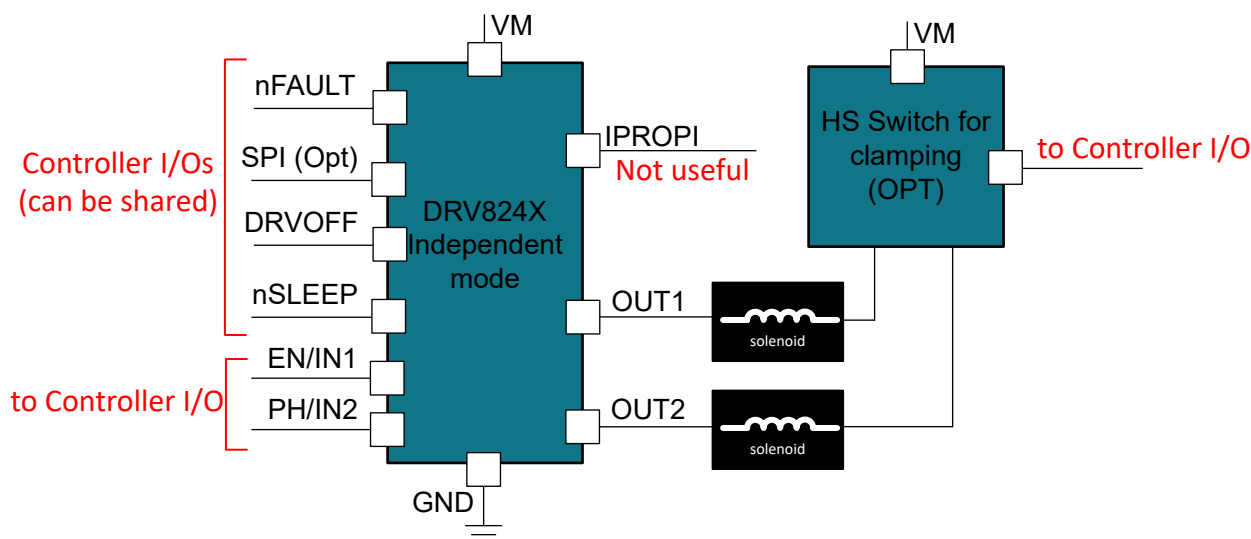 VM
VM
nFAULT
SPI (Opt)
DRVOFF
nSLEEP
EN/IN1
PH/IN2
Controller I/Os
(can be shared)
to Controller I/O
DRV824X
Independent
mode
IPROPI
Not useful
OUT1
OUT2
GND
HS Switch for
clamping
(OPT)
to Controller I/O
solenoid
solenoid